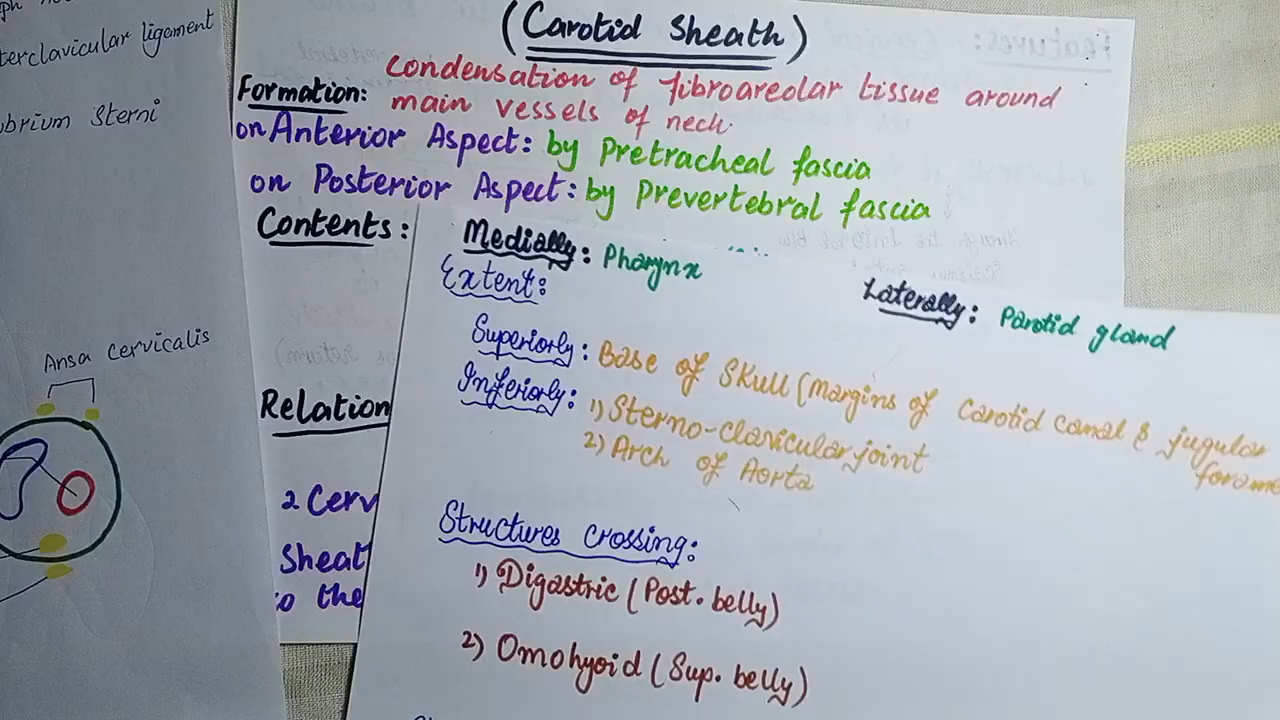 terclavicular ligament
brium Sterni
Ansa Cervicalis
(Carotid Sheath)
Formation: condensation of fibroareolar tissue around
main vessels of neck.
on Anterior Aspect: by Pretracheal fascia
on Posterior Aspect: by Prevertebral fascia
Contents:
Relation
2 Cerv
Sheat
to the
Medially: Pharynx
Laterally: Parotid gland
Extent:
Superiorly: Base of Skull (Margins of Carotid canal & jugular
forame
Inferiorly: 1) Sterno-Clavicular joint
2) Arch of Aorta
Structures crossing:
1) Digastric (Post. belly)
2) Omohyoid (Sup. belly)